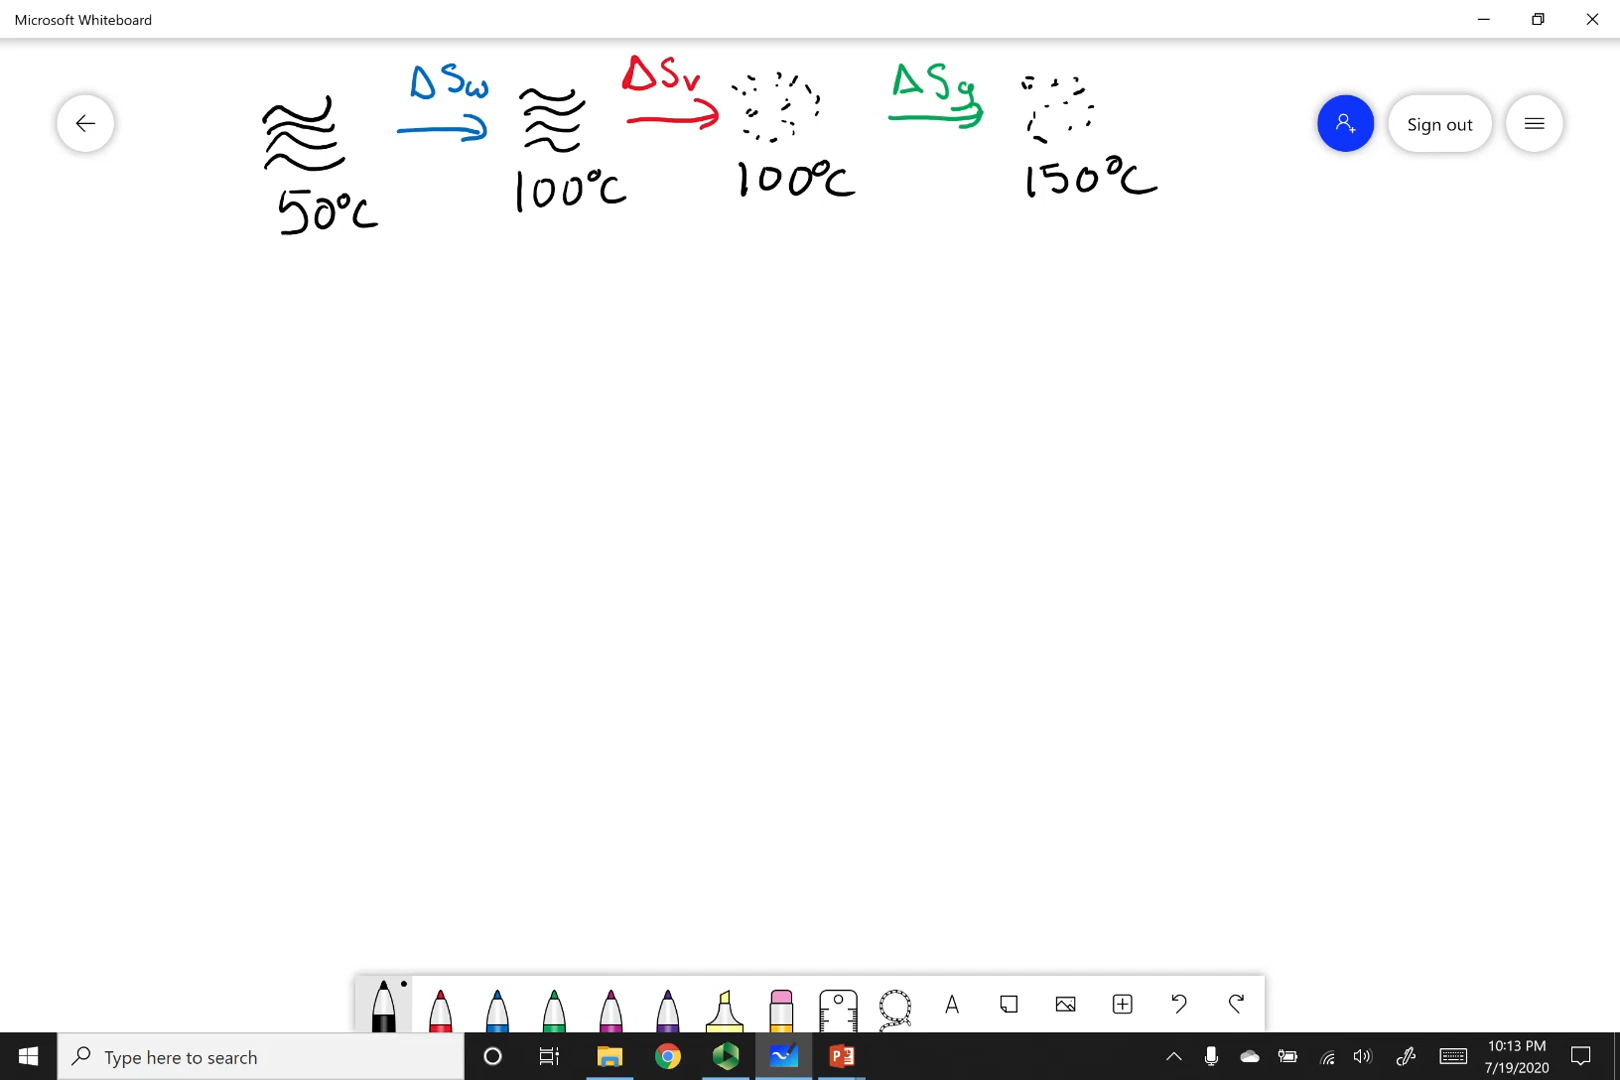 Microsoft Whiteboard
ΔSw
ΔSv
ΔSg
50°C
100°C
100°C
150°C
Sign out
A
Type here to search
10:13 PM
7/19/2020